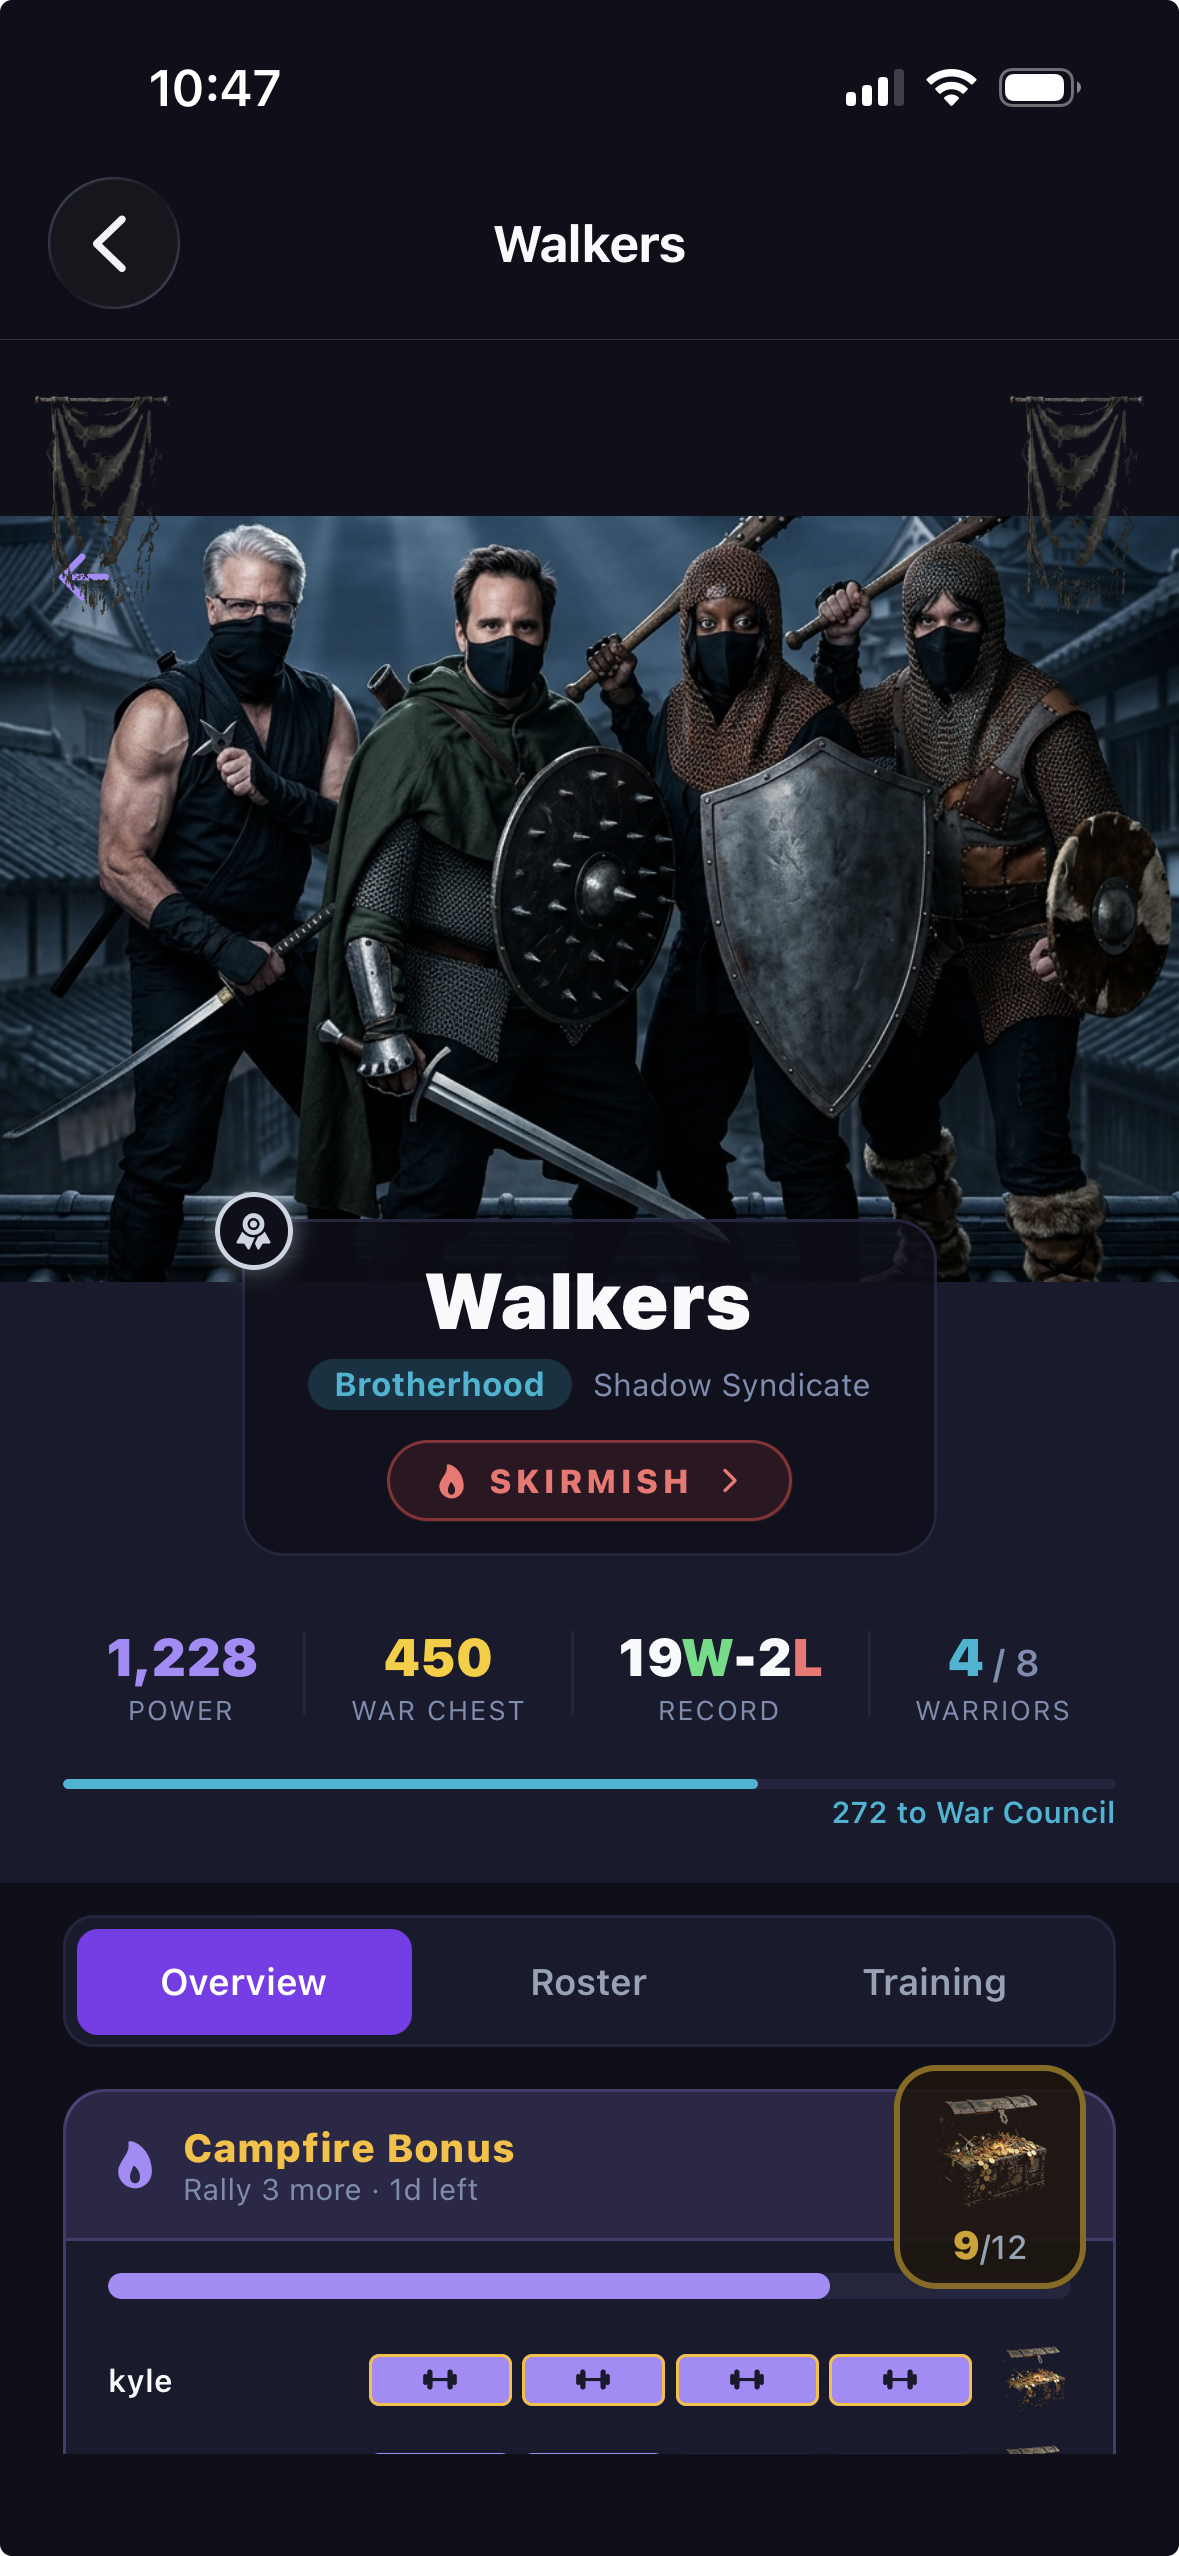 10:47
Walkers
Walkers
Brotherhood Shadow Syndicate
SKIRMISH
1,228 450 19W-2L 4 / 8
POWER WAR CHEST RECORD WARRIORS
272 to War Council
Overview Roster Training
Campfire Bonus
Rally 3 more · 1d left
9/12
kyle